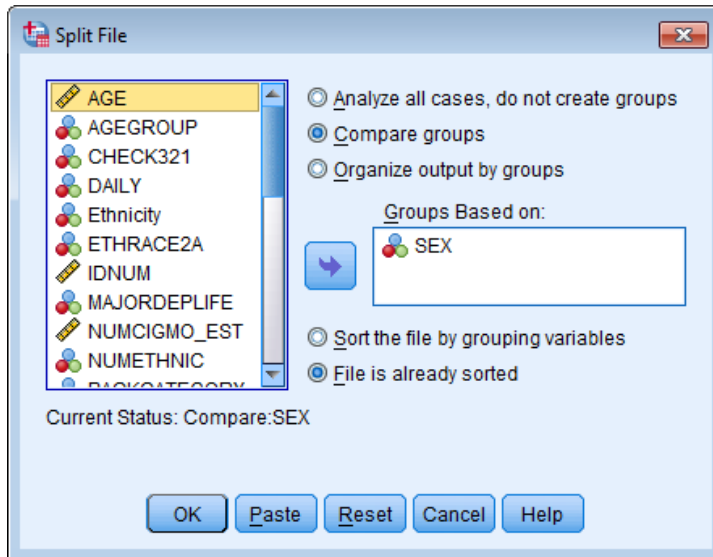 Split File
AGE
AGEGROUP
CHECK321
DAILY
Ethnicity
ETHRACE2A
IDNUM
MAJORDEPLIFE
NUMCIGMO_EST
NUMETHNIC
PACKCATEGORY
Analyze all cases, do not create groups
Compare groups
Organize output by groups
Groups Based on:
SEX
Sort the file by grouping variables
File is already sorted
Current Status: Compare:SEX
OK
Paste
Reset
Cancel
Help